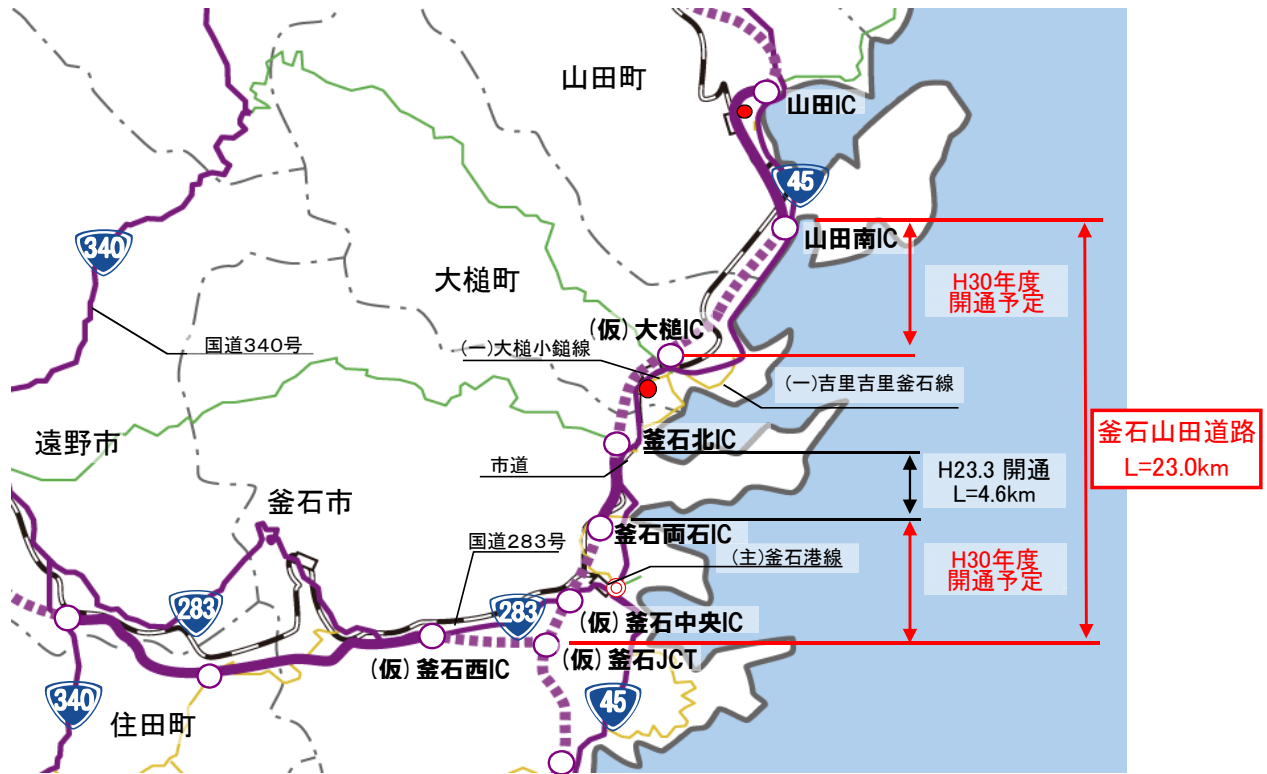 山田町
山田IC
45
山田南IC
340
大槌町
H30年度
開通予定
(仮)大槌IC
国道340号
(一)大槌小鎚線
(一)吉里吉里釜石線
釜石山田道路
L=23.0km
遠野市
釜石北IC
市道
H23.3 開通
L=4.6km
釜石市
釜石両石IC
国道283号
(主)釜石港線
H30年度
開通予定
283
283
(仮)釜石中央IC
(仮)釜石西IC
(仮)釜石JCT
340
住田町
45